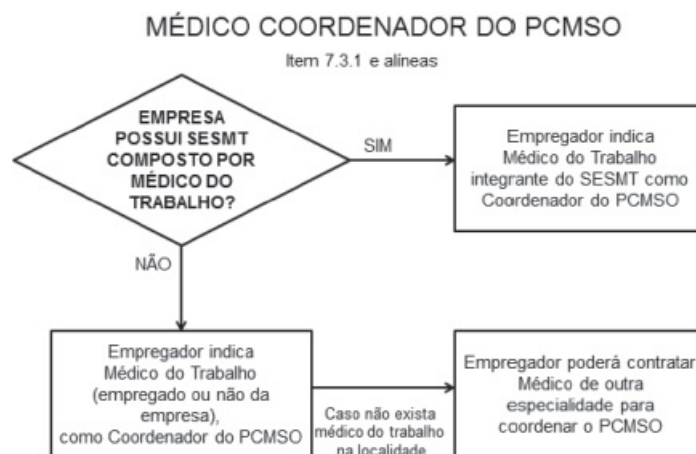 MÉDICO COORDENADOR DO PCMSO
Item 7.3.1 e alíneas
EMPRESA
POSSUI SESMT
COMPOSTO POR
MÉDICO DO
TRABALHO?
SIM
Empregador indica
Médico do Trabalho
integrante do SESMT como
Coordenador do PCMSO
NÃO
Empregador indica
Médico do Trabalho
(empregado ou não da
empresa),
como Coordenador do PCMSO
Caso não exista
médico do trabalho
na localidade
Empregador poderá contratar
Médico de outra
especialidade para
coordenar o PCMSO